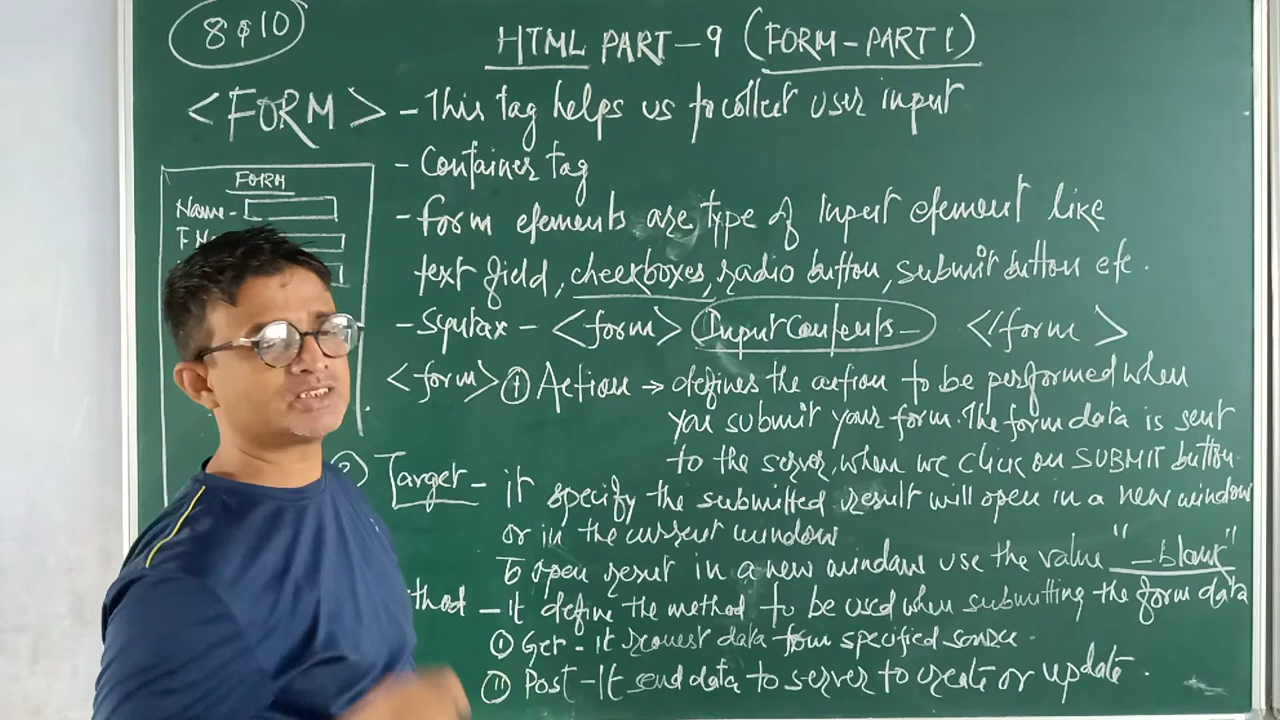 8 & 10
HTML PART-9 (FORM-PART 1)
<FORM> - This tag helps us to collect user input
- Container tag
- form elements are type of input element like
text field, checkboxes, radio button, submit button etc.
- Syntax - <form> Input Contents - </form>
<form> ① Action → defines the action to be performed when
you submit your form. The form data is sent
to the server, when we click on SUBMIT button.
② Target - it specify the submitted result will open in a new window
or in the current window
To open result in a new window use the value "_blank"
thod - it define the method to be used when submitting the form data
① Get - it request data from specified source.
② Post - It send data to server to create or update.
FORM
Name -
F.N